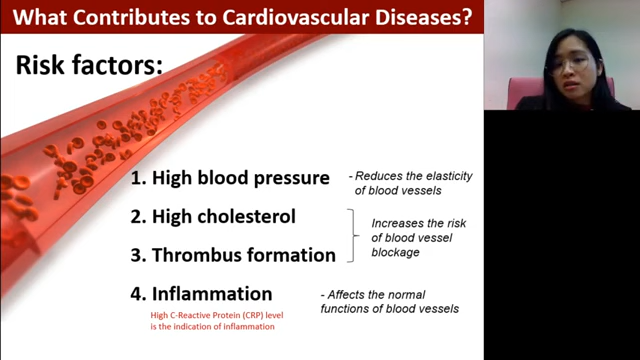 What Contributes to Cardiovascular Diseases?
Risk factors:
1. High blood pressure
- Reduces the elasticity
of blood vessels
2. High cholesterol
3. Thrombus formation
Increases the risk
of blood vessel
blockage
4. Inflammation
High C-Reactive Protein (CRP) level
is the indication of inflammation
- Affects the normal
functions of blood vessels